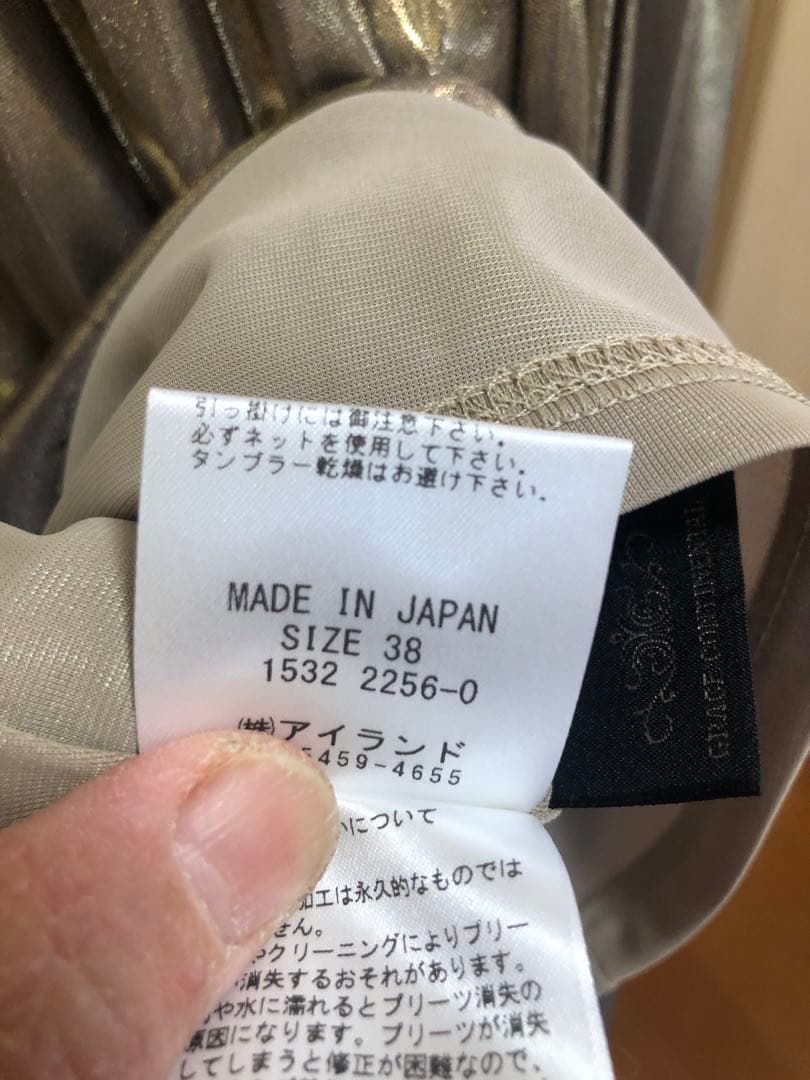 引っ掛けには御注意下さい。
必ずネットを使用して下さい。
タンブラー乾燥はお避け下さい。
MADE IN JAPAN
SIZE 38
1532 2256-0
(株)アイランド
5459-4655
GRACE CONTINENTAL
いについて
加工は永久的なものでは
せん。
やクリーニングによりプリー
消失するおそれがあります。
や水に濡れるとプリーツ消失の
原因になります。プリーツが消失
してしまうと修正が困難なので、